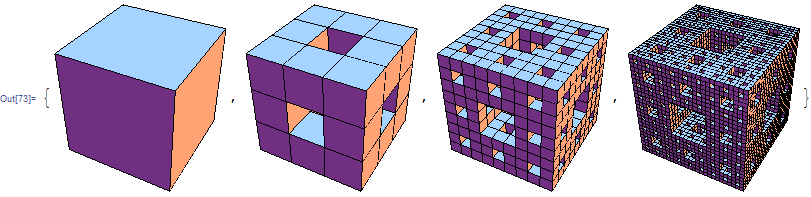 Out[73]= { , , , }